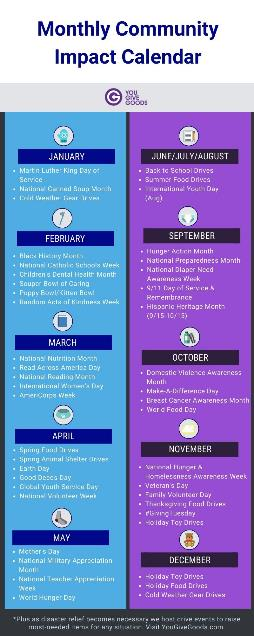 Monthly Community
Impact Calendar
YOU
GIVE
GOODS
JANUARY
Martin Luther King Day of
Service
National Canned Soup Month
Cold Weather Gear Drives
FEBRUARY
Black History Month
National Catholic Schools Week
Children's Dental Health Month
Souper Bowl of Caring
Puppy Bowl/Kitten Bowl
Random Acts of Kindness Week
MARCH
National Nutrition Month
Read Across America Day
National Reading Month
International Women's Day
AmeriCorps Week
APRIL
Spring Food Drives
Spring Animal Shelter Drives
Earth Day
Good Deeds Day
Global Youth Service Day
National Volunteer Week
MAY
Mother's Day
National Military Appreciation
Month
National Teacher Appreciation
Week
World Hunger Day
JUNE/JULY/AUGUST
Back to School Drives
Summer Food Drives
International Youth Day
(Aug)
SEPTEMBER
Hunger Action Month
National Preparedness Month
National Diaper Need
Awareness Week
9/11 Day of Service &
Remembrance
Hispanic Heritage Month
(9/15-10/15)
OCTOBER
Domestic Violence Awareness
Month
Make-A-Difference Day
Breast Cancer Awareness Month
World Food Day
NOVEMBER
National Hunger &
Homelessness Awareness Week
Veteran's Day
Family Volunteer Day
Thanksgiving Food Drives
#GivingTuesday
Holiday Toy Drives
DECEMBER
Holiday Toy Drives
Holiday Food Drives
Cold Weather Gear Drives
*Plus as disaster relief becomes necessary we host drive events to raise
most-needed items for any situation. Visit YouGiveGoods.com